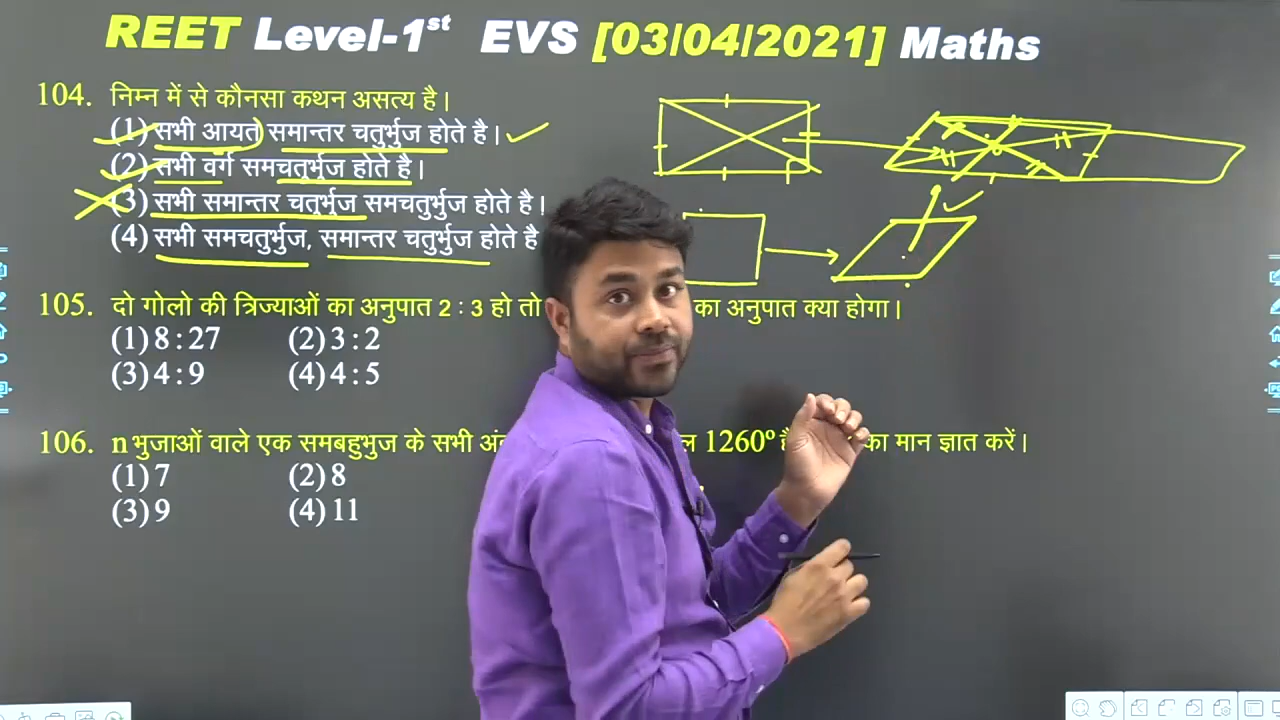 REET Level-1st EVS [03/04/2021] Maths
104. निम्न में से कौनसा कथन असत्य है।
(1) सभी आयत समान्तर चतुर्भुज होते है।
(2) सभी वर्ग समचतर्भुज होते है।
(3) सभी समान्तर चतुर्भुज समचतुर्भुज होते है।
(4) सभी समचतुर्भुज, समान्तर चतुर्भुज होते है
105. दो गोलो की त्रिज्याओं का अनुपात 2 : 3 हो तो का अनुपात क्या होगा।
(1) 8 : 27 (2) 3 : 2
(3) 4 : 9 (4) 4 : 5
106. n भुजाओं वाले एक समबहुभुज के सभी 1260º का मान ज्ञात करें।
(1) 7 (2) 8
(3) 9 (4) 11